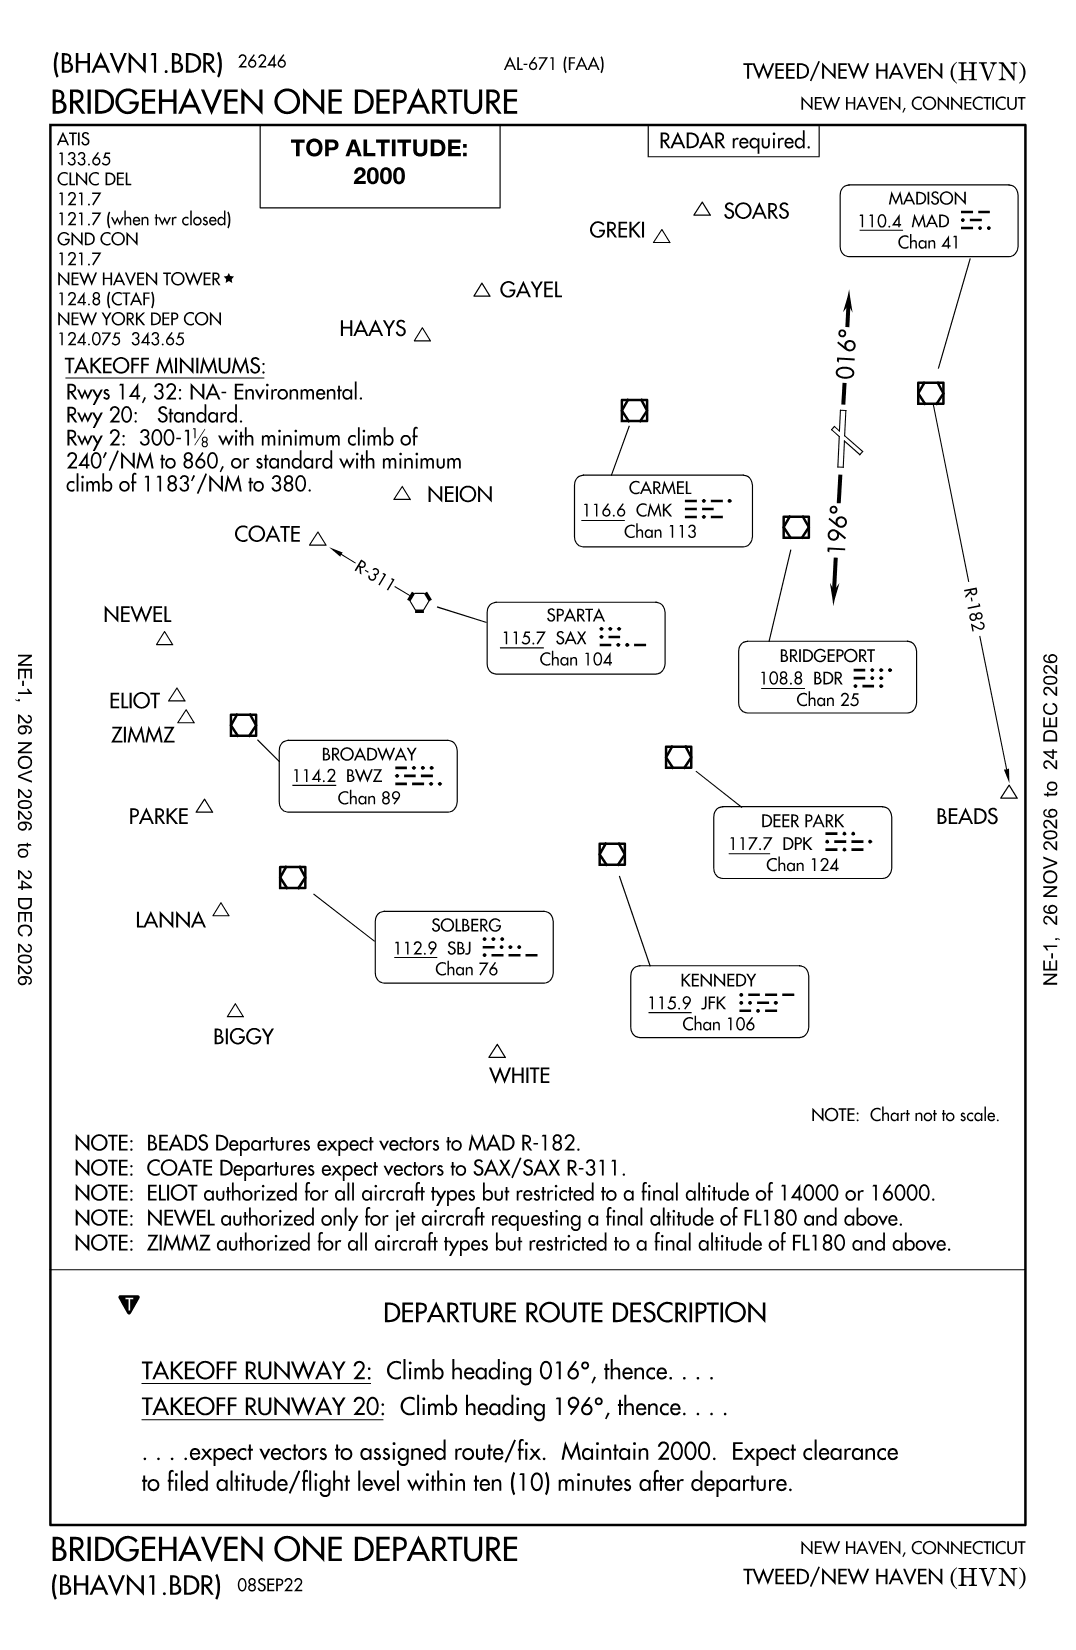 (BHAVN1.BDR) 26246
AL-671 (FAA)
TWEED/NEW HAVEN (HVN)
BRIDGEHAVEN ONE DEPARTURE
NEW HAVEN, CONNECTICUT
ATIS
133.65
CLNC DEL
121.7
121.7 (when twr closed)
GND CON
121.7
NEW HAVEN TOWER★
124.8 (CTAF)
NEW YORK DEP CON
124.075 343.65
TOP ALTITUDE:
2000
RADAR required.
TAKEOFF MINIMUMS:
Rwys 14, 32: NA- Environmental.
Rwy 20: Standard.
Rwy 2: 300-1⅛ with minimum climb of
240'/NM to 860, or standard with minimum
climb of 1183'/NM to 380.
SOARS
GREKI
GAYEL
HAAYS
MADISON
110.4 MAD
Chan 41
016°
196°
CARMEL
116.6 CMK
Chan 113
NEION
COATE
R-311
SPARTA
115.7 SAX
Chan 104
R-182
NEWEL
BRIDGEPORT
108.8 BDR
Chan 25
ELIOT
ZIMMZ
BROADWAY
114.2 BWZ
Chan 89
PARKE
BEADS
DEER PARK
117.7 DPK
Chan 124
LANNA
SOLBERG
112.9 SBJ
Chan 76
KENNEDY
115.9 JFK
Chan 106
BIGGY
WHITE
NOTE: Chart not to scale.
NOTE: BEADS Departures expect vectors to MAD R-182.
NOTE: COATE Departures expect vectors to SAX/SAX R-311.
NOTE: ELIOT authorized for all aircraft types but restricted to a final altitude of 14000 or 16000.
NOTE: NEWEL authorized only for jet aircraft requesting a final altitude of FL180 and above.
NOTE: ZIMMZ authorized for all aircraft types but restricted to a final altitude of FL180 and above.
T
DEPARTURE ROUTE DESCRIPTION
TAKEOFF RUNWAY 2: Climb heading 016°, thence. . . .
TAKEOFF RUNWAY 20: Climb heading 196°, thence. . . .
. . . .expect vectors to assigned route/fix. Maintain 2000. Expect clearance
to filed altitude/flight level within ten (10) minutes after departure.
NE-1, 26 NOV 2026 to 24 DEC 2026
NE-1, 26 NOV 2026 to 24 DEC 2026
BRIDGEHAVEN ONE DEPARTURE
NEW HAVEN, CONNECTICUT
(BHAVN1.BDR) 08SEP22
TWEED/NEW HAVEN (HVN)